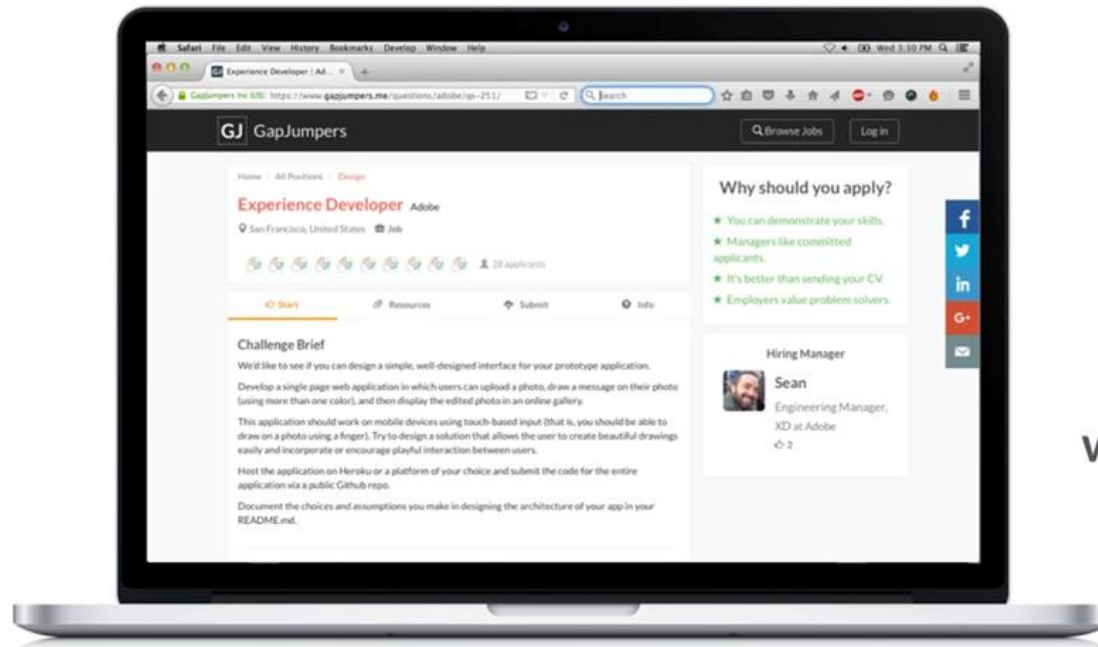 Safari File Edit View History Bookmarks Develop Window Help
Wed 3:30 PM
GJ Experience Developer | Ad...
Gapjumpers Inc (US) https://www.gapjumpers.me/questions/adobe/qs-251/
Search
GJ GapJumpers
Browse Jobs
Log in
Home / All Positions / Design
Experience Developer Adobe
San Francisco, United States Job
28 applicants
Start
Resources
Submit
Info
Challenge Brief
We'd like to see if you can design a simple, well-designed interface for your prototype application.
Develop a single page web application in which users can upload a photo, draw a message on their photo
(using more than one color), and then display the edited photo in an online gallery.
This application should work on mobile devices using touch-based input (that is, you should be able to
draw on a photo using a finger). Try to design a solution that allows the user to create beautiful drawings
easily and incorporate or encourage playful interaction between users.
Host the application on Heroku or a platform of your choice and submit the code for the entire
application via a public Github repo.
Document the choices and assumptions you make in designing the architecture of your app in your
README.md.
Why should you apply?
★ You can demonstrate your skills.
★ Managers like committed
applicants.
★ It's better than sending your CV.
★ Employers value problem solvers.
Hiring Manager
Sean
Engineering Manager,
XD at Adobe
2
f
in
G+